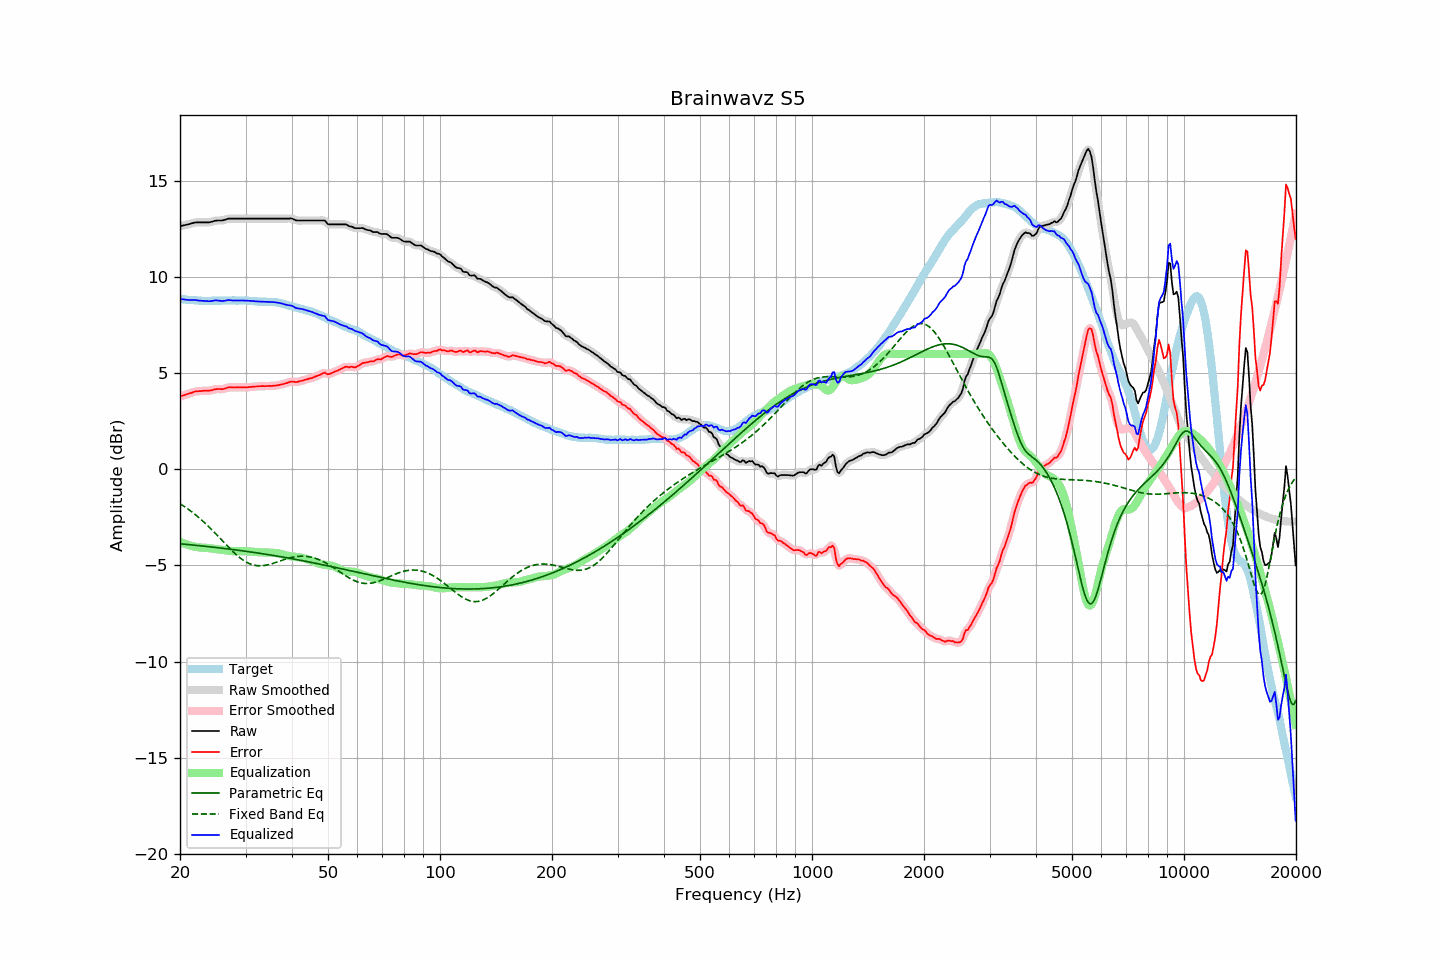 Brainwavz S5
Amplitude (dBr)
15
10
5
0
−5
−10
−15
−20
Target
Raw Smoothed
Error Smoothed
Raw
Error
Equalization
Parametric Eq
Fixed Band Eq
Equalized
20 50 100 200 500 1000 2000 5000 10000 20000
Frequency (Hz)